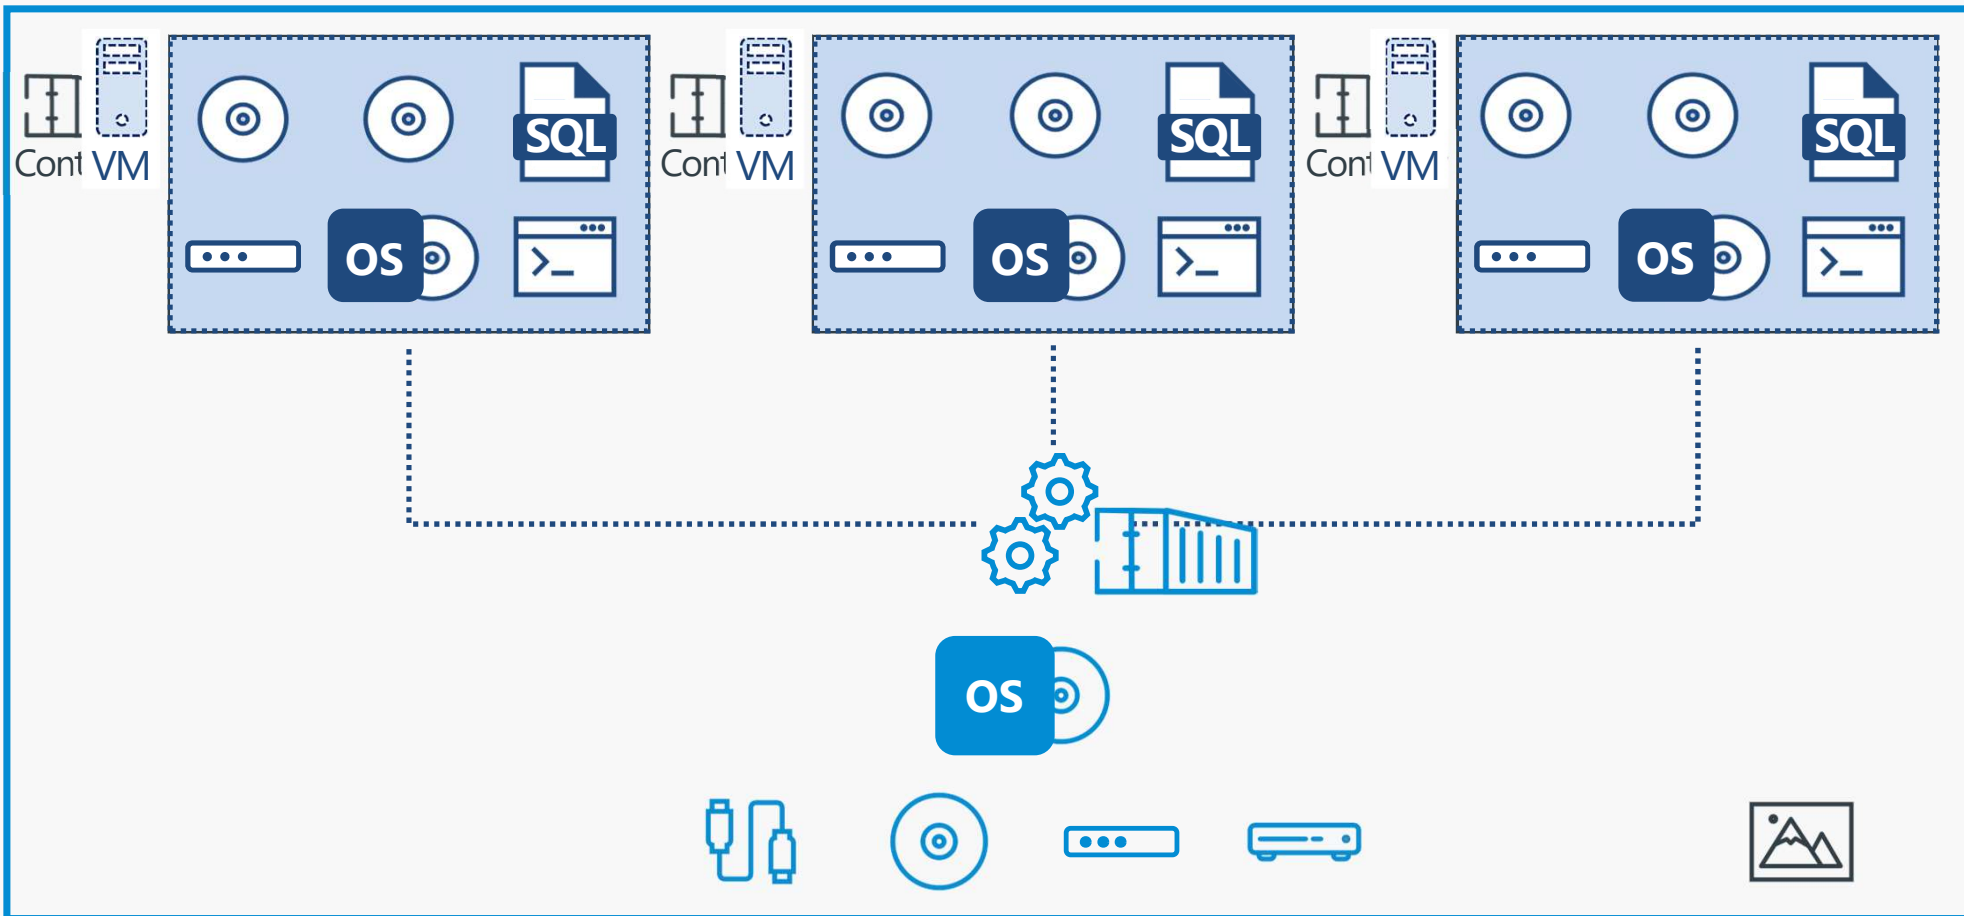 Cont VM
SQL
OS
>_
Cont VM
SQL
OS
>_
Cont VM
SQL
OS
>_
OS